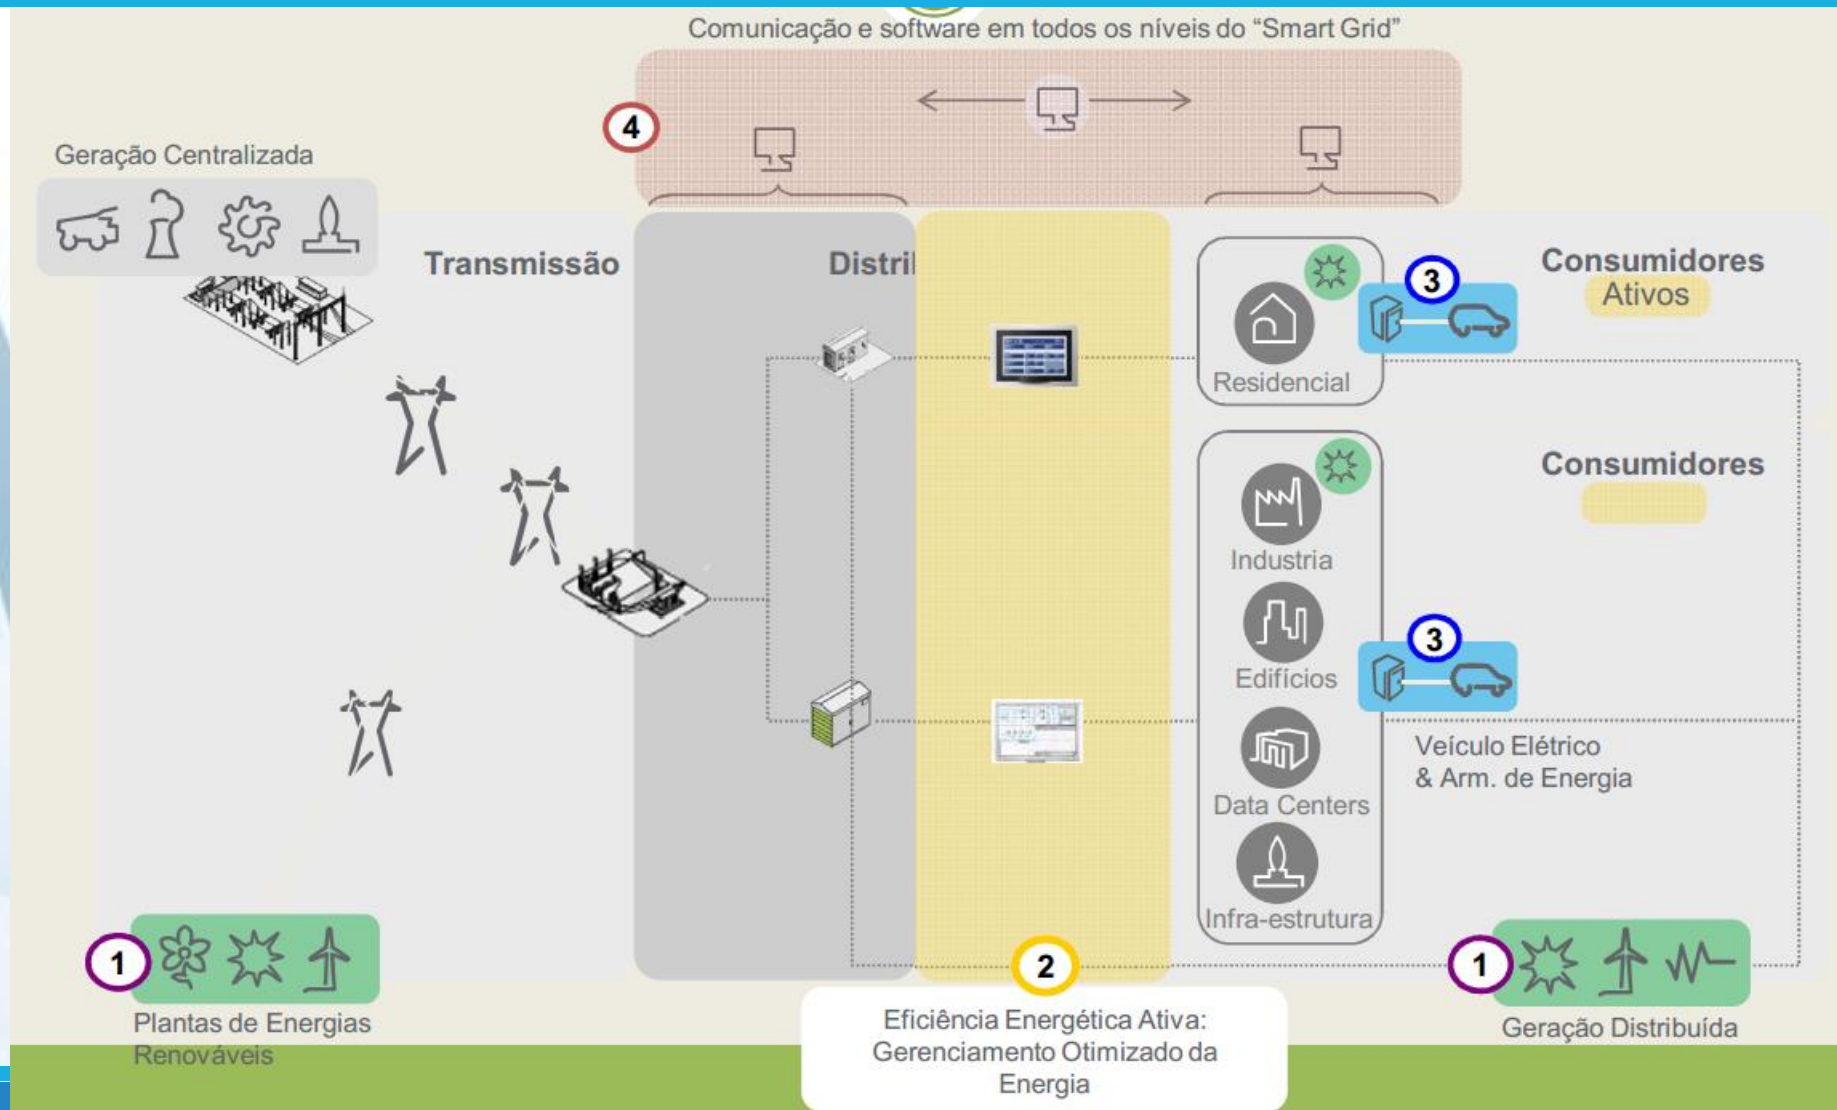 Comunicação e software em todos os níveis do “Smart Grid”
4
Geração Centralizada
Transmissão
Distril
Consumidores
Ativos
3
Residencial
Consumidores
Industria
3
Edifícios
Veículo Elétrico
& Arm. de Energia
Data Centers
Infra-estrutura
1
2
1
Plantas de Energias
Renováveis
Eficiência Energética Ativa:
Gerenciamento Otimizado da
Energia
Geração Distribuída